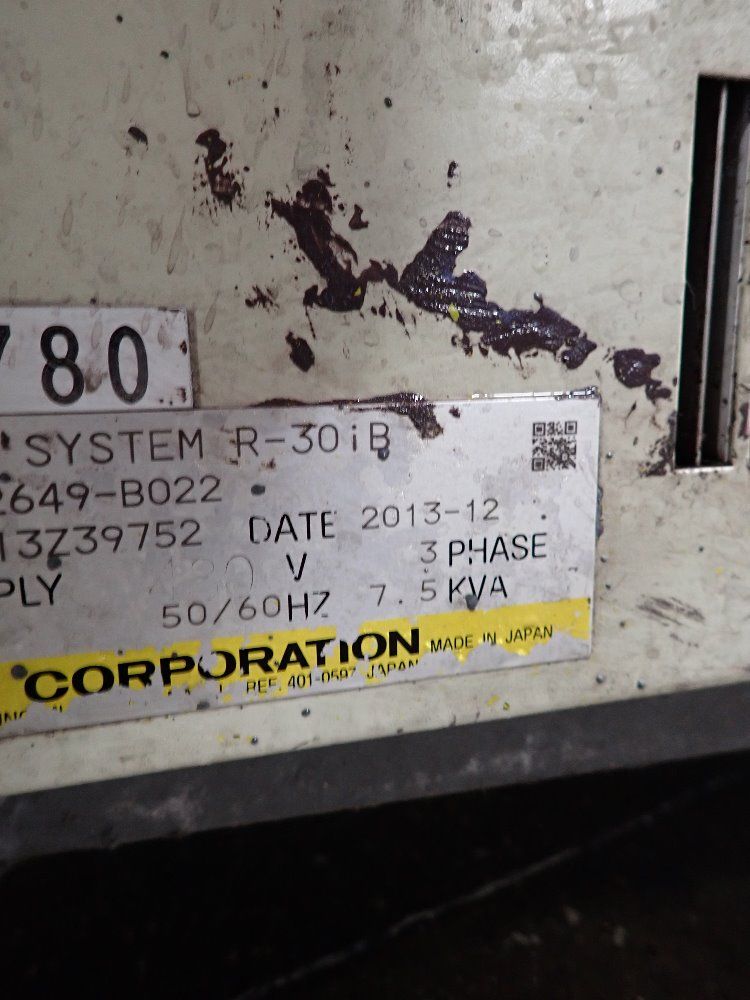 780
SYSTEM R-30iB
2649-B022
13Z39752 DATE 2013-12
PLY V 3 PHASE
50/60HZ 7.5 KVA
CORPORATION MADE IN JAPAN
REF. 401-0597 JAPAN